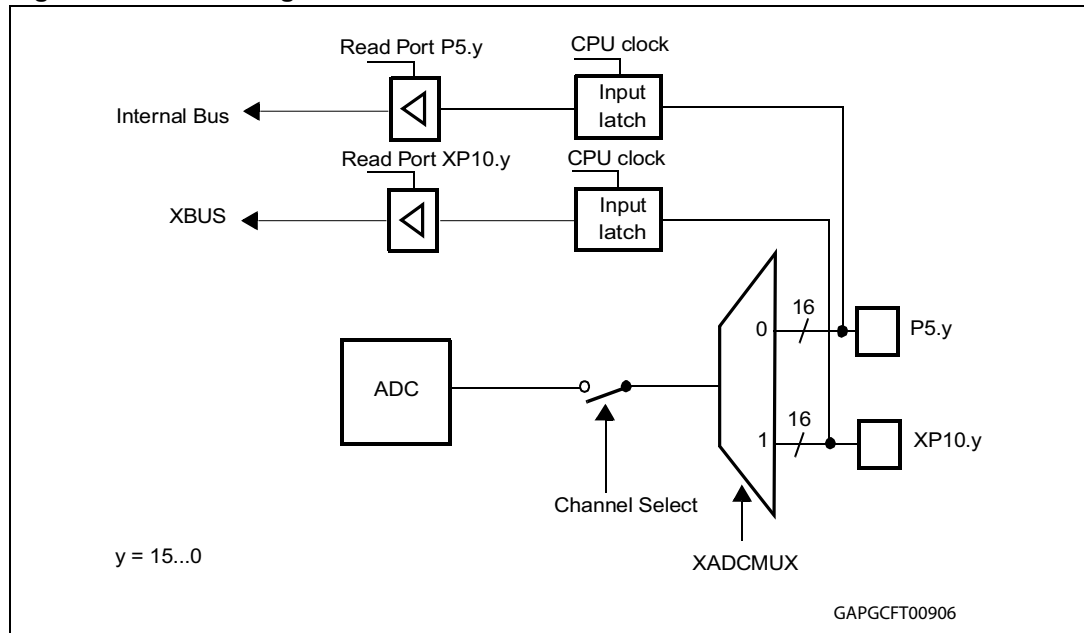 Read Port P5.y
CPU clock
Internal Bus
Input
latch
Read Port XP10.y
CPU clock
XBUS
Input
latch
16
0
P5.y
ADC
16
1
XP10.y
Channel Select
y = 15...0
XADCMUX
GAPGCFT00906